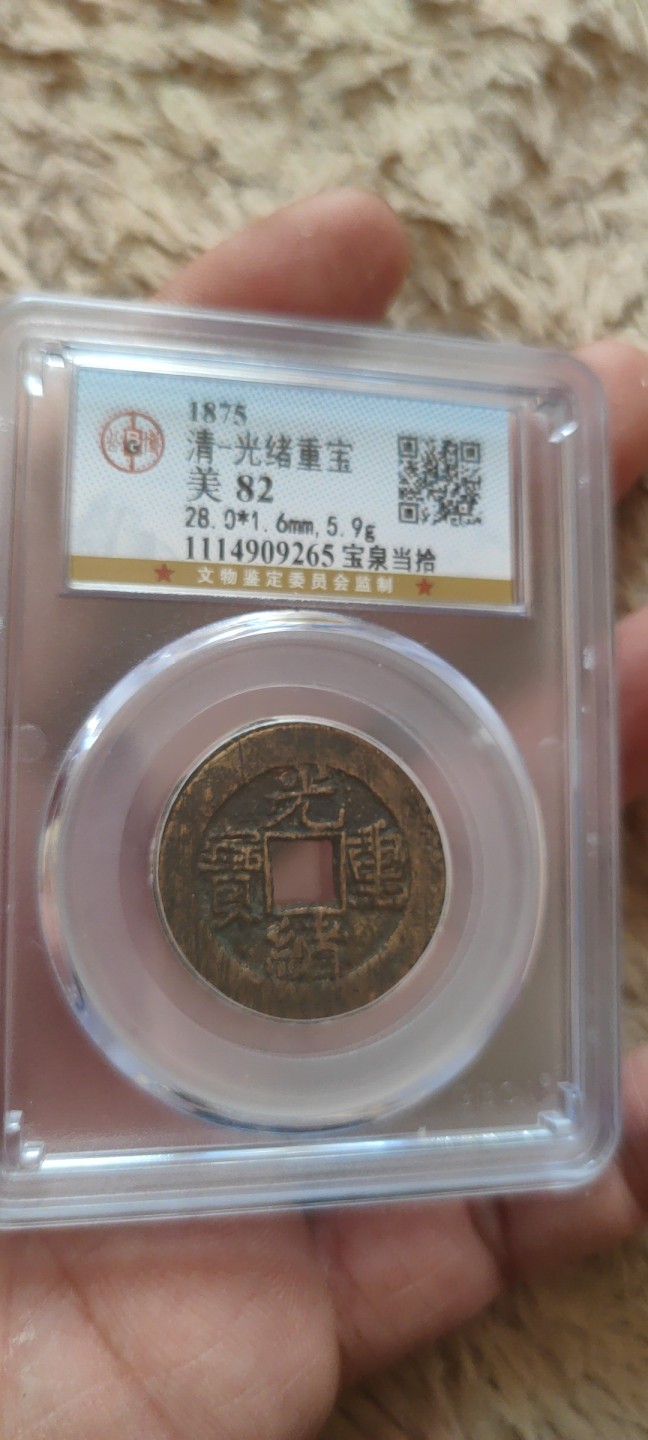 1875
清-光绪重宝
美 82
28.0*1.6mm,5.9g
1114909265 宝泉当拾
★ 文物鉴定委员会监制 ★
光
寶 重
緒